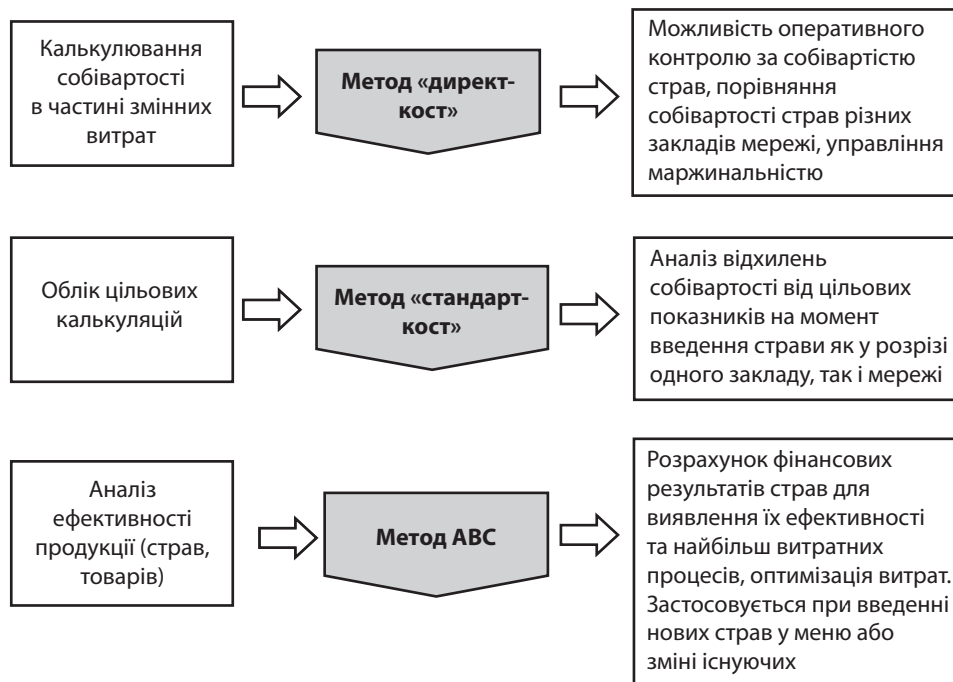 Калькулювання
собівартості
в частині змінних
витрат
Метод «директ-
кост»
Можливість оперативного
контролю за собівартістю
страв, порівняння
собівартості страв різних
закладів мережі, управління
маржинальністю
Облік цільових
калькуляцій
Метод «стандарт-
кост»
Аналіз відхилень
собівартості від цільових
показників на момент
введення страви як у розрізі
одного закладу, так і мережі
Аналіз
ефективності
продукції (страв,
товарів)
Метод АВС
Розрахунок фінансових
результатів страв для
виявлення їх ефективності
та найбільш витратних
процесів, оптимізація витрат.
Застосовується при введенні
нових страв у меню або
зміні існуючих